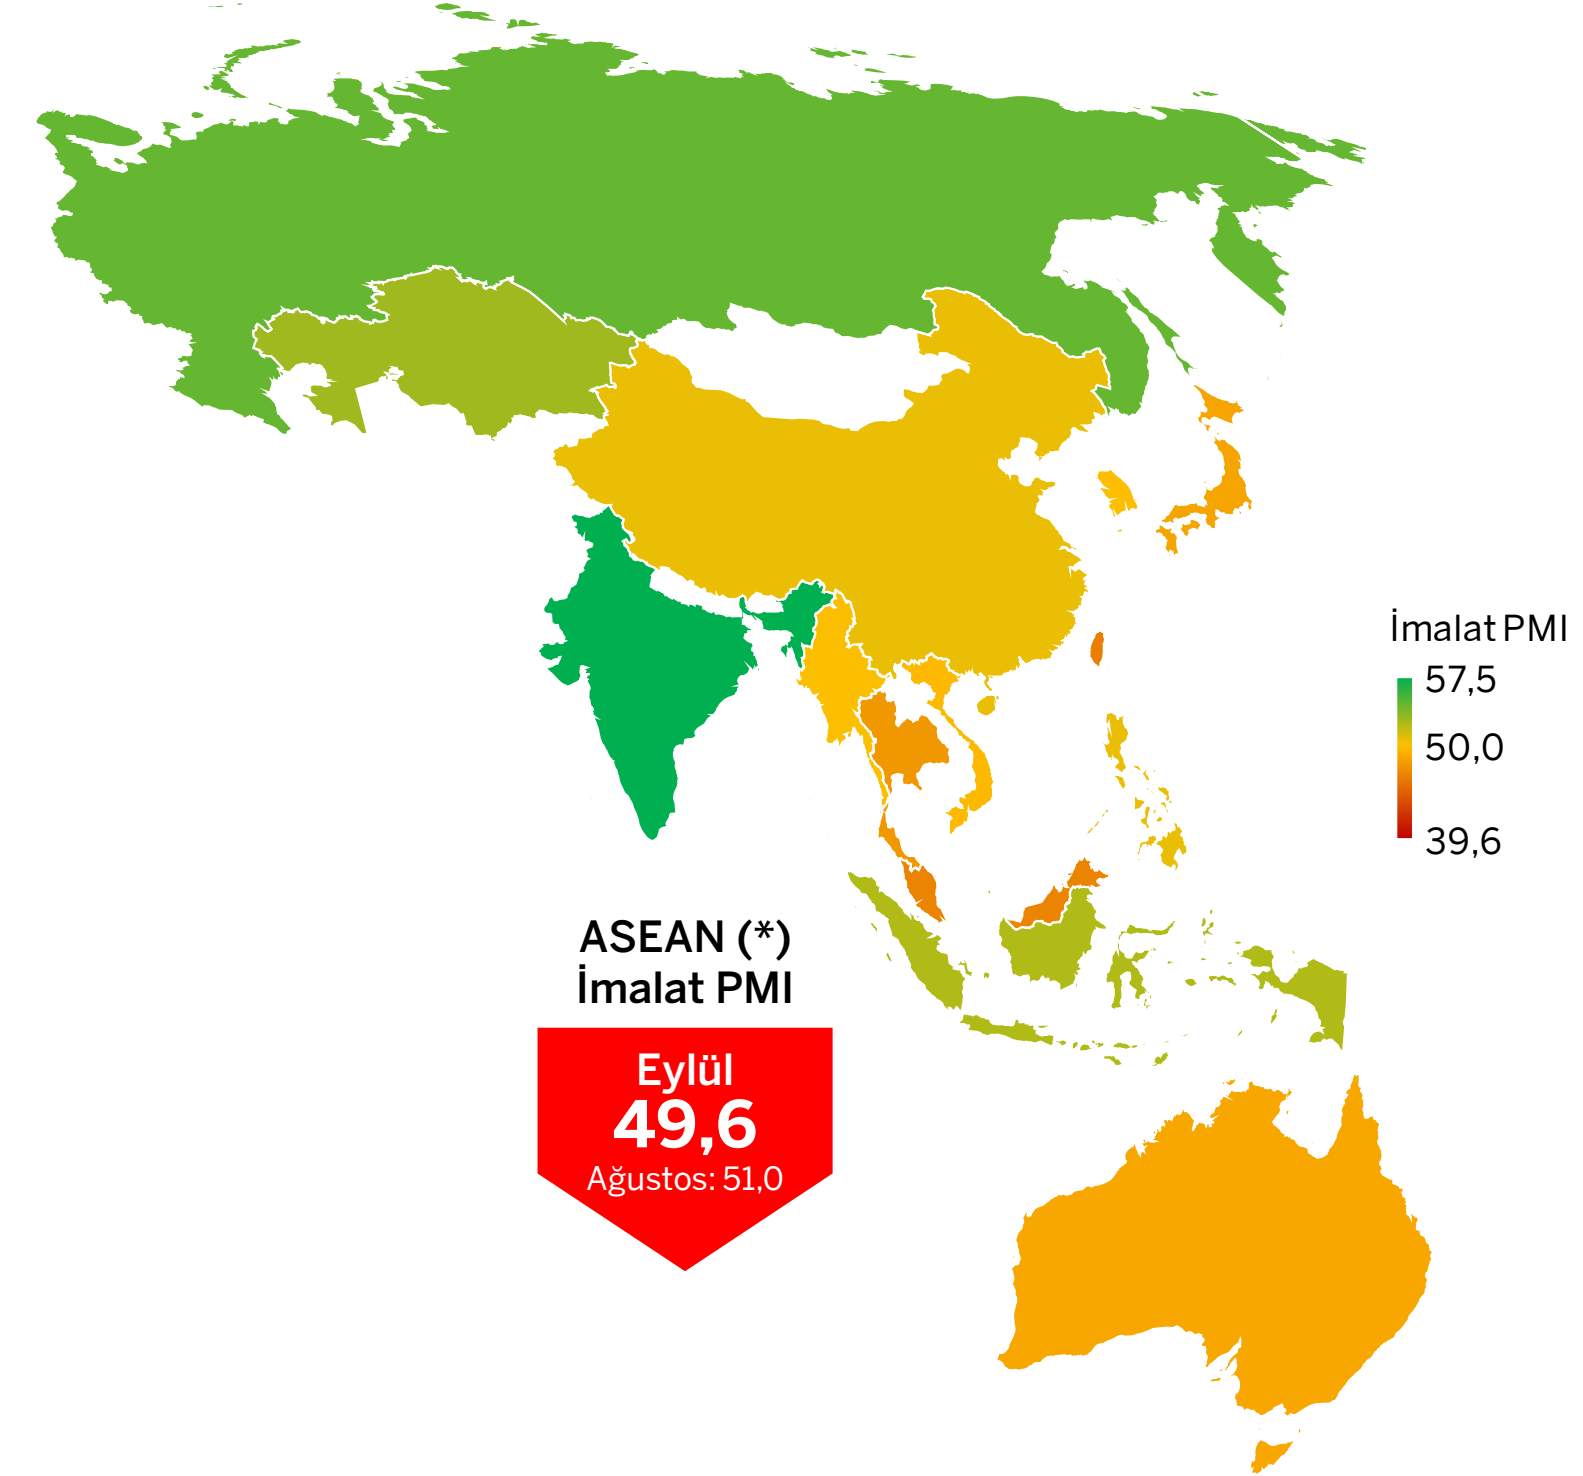 İmalat PMI
57,5
50,0
39,6
ASEAN (*)
İmalat PMI
Eylül
49,6
Ağustos: 51,0